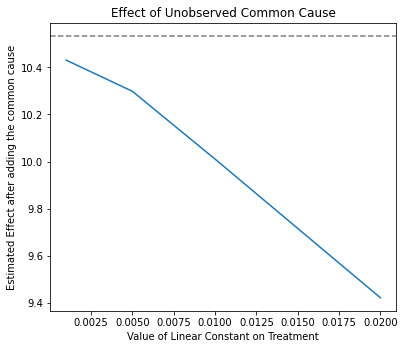 Effect of Unobserved Common Cause
Estimated Effect after adding the common cause
10.4
10.2
10.0
9.8
9.6
9.4
0.0025 0.0050 0.0075 0.0100 0.0125 0.0150 0.0175 0.0200
Value of Linear Constant on Treatment